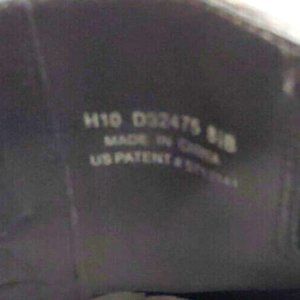 H10 D32475
MADE IN CHINA
US PATENT #